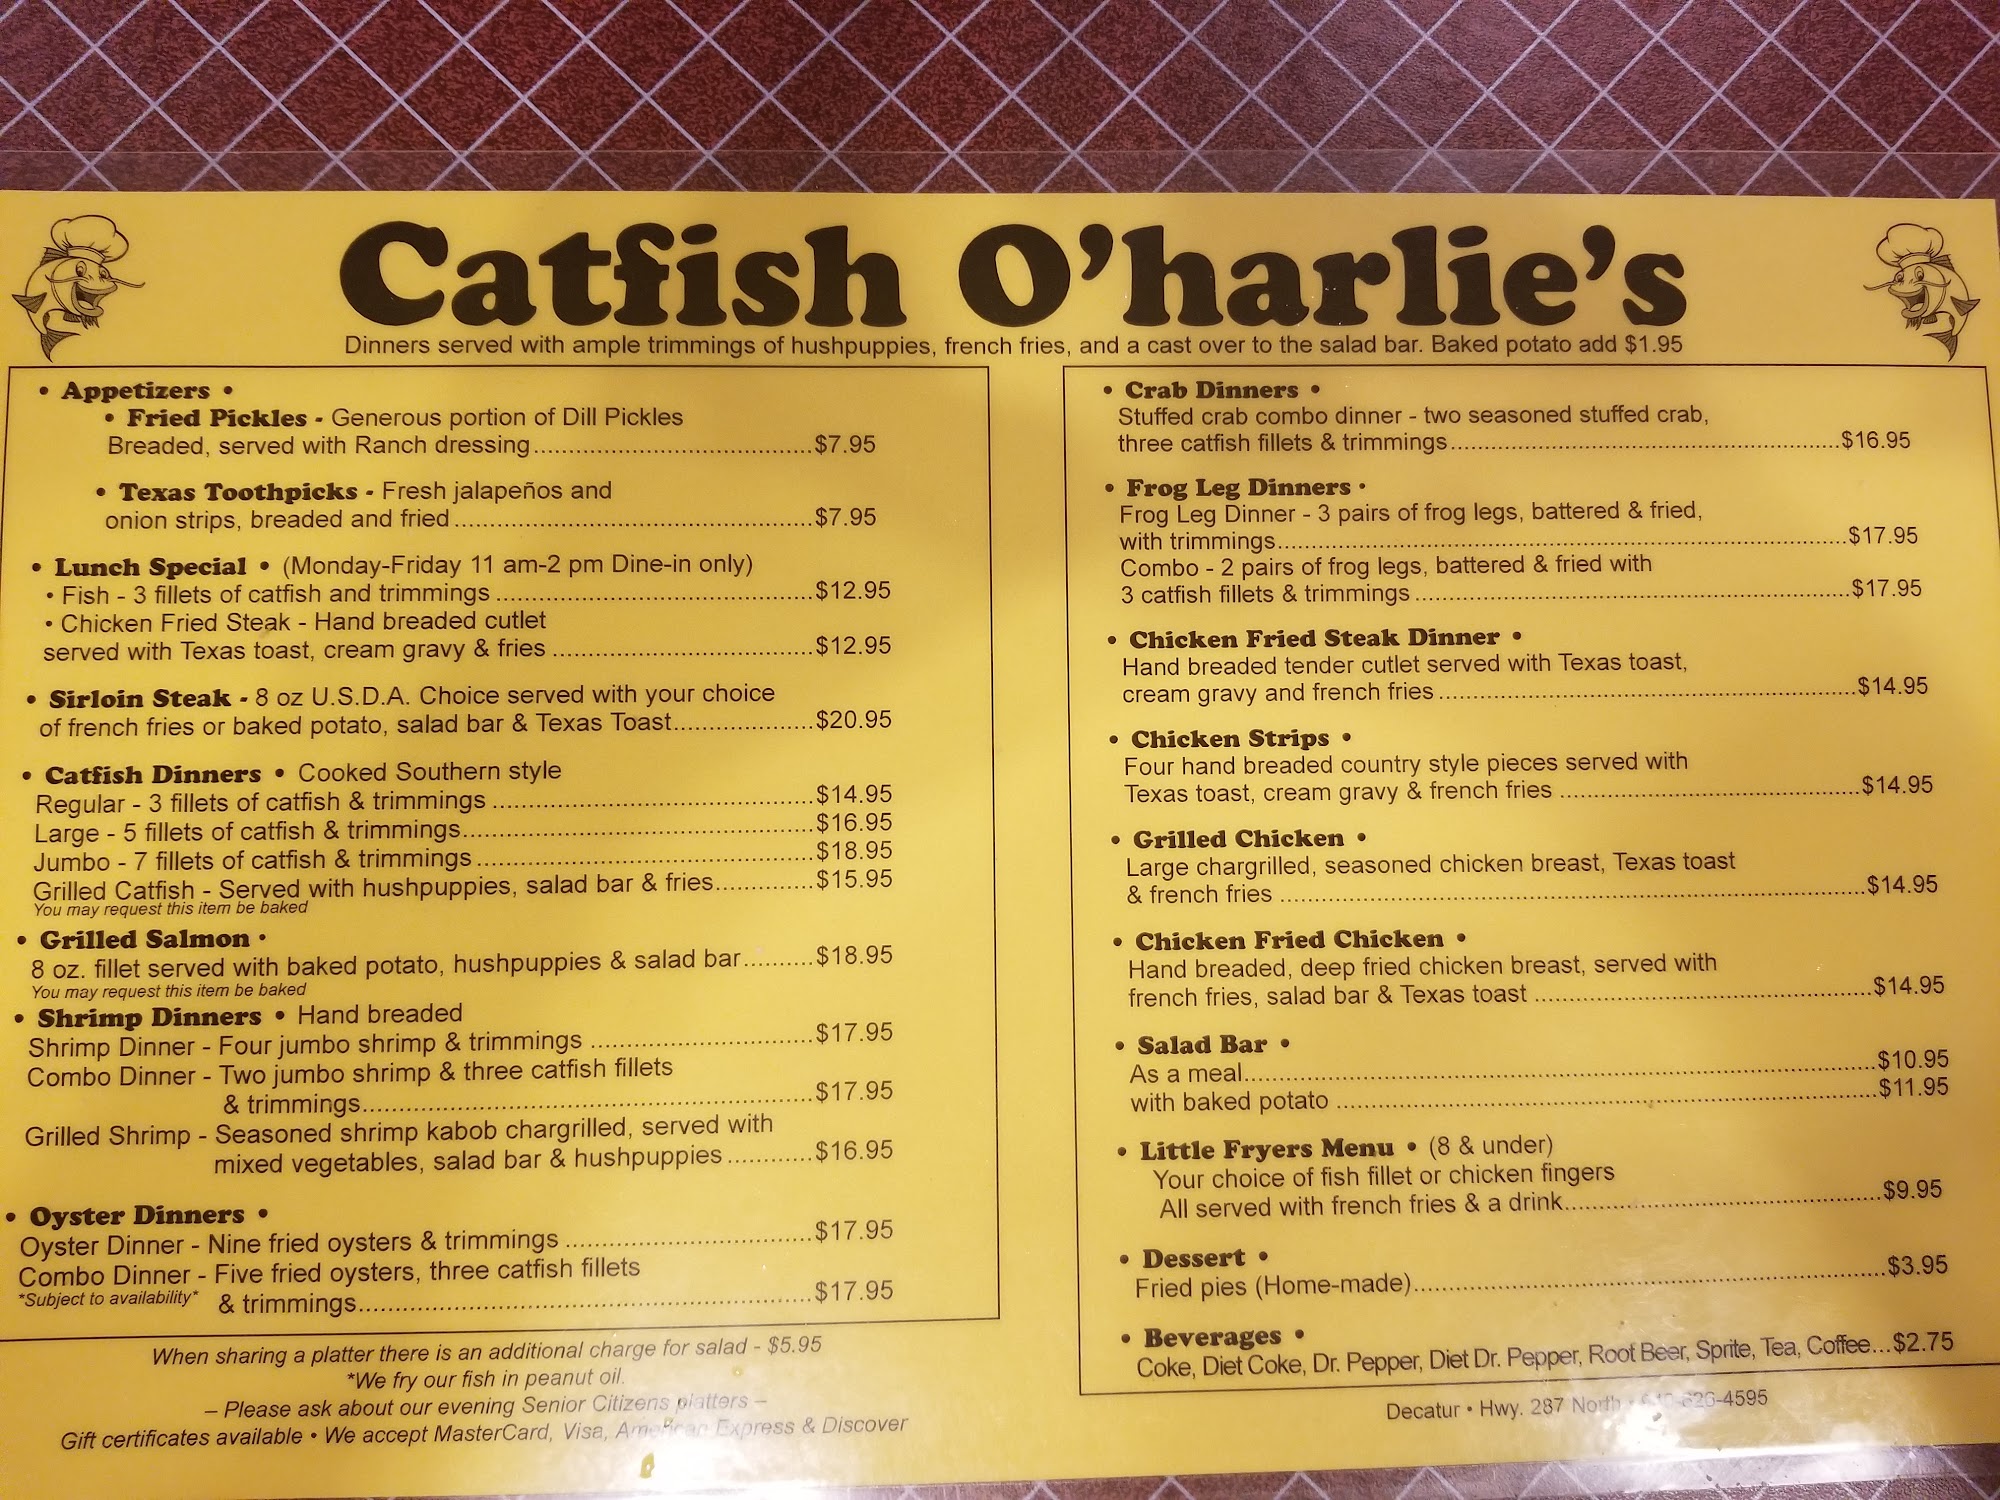 Catfish O'harlie's
Dinners served with ample trimmings of hushpuppies, french fries, and a cast over to the salad bar. Baked potato add $1.95
• Appetizers •
• Fried Pickles - Generous portion of Dill Pickles
Breaded, served with Ranch dressing................................$7.95
• Texas Toothpicks - Fresh jalapeños and
onion strips, breaded and fried.........................................$7.95
• Lunch Special • (Monday-Friday 11 am-2 pm Dine-in only)
• Fish - 3 fillets of catfish and trimmings .....................................$12.95
• Chicken Fried Steak - Hand breaded cutlet
served with Texas toast, cream gravy & fries ..............................$12.95
• Sirloin Steak - 8 oz U.S.D.A. Choice served with your choice
of french fries or baked potato, salad bar & Texas Toast................$20.95
• Catfish Dinners • Cooked Southern style
Regular - 3 fillets of catfish & trimmings .....................................$14.95
Large - 5 fillets of catfish & trimmings........................................$16.95
Jumbo - 7 fillets of catfish & trimmings.......................................$18.95
Grilled Catfish - Served with hushpuppies, salad bar & fries..............$15.95
You may request this item be baked
• Grilled Salmon •
8 oz. fillet served with baked potato, hushpuppies & salad bar..........$18.95
You may request this item be baked
• Shrimp Dinners • Hand breaded
Shrimp Dinner - Four jumbo shrimp & trimmings ..........................$17.95
Combo Dinner - Two jumbo shrimp & three catfish fillets
& trimmings....................................................$17.95
Grilled Shrimp - Seasoned shrimp kabob chargrilled, served with
mixed vegetables, salad bar & hushpuppies............$16.95
• Oyster Dinners •
Oyster Dinner - Nine fried oysters & trimmings .............................$17.95
Combo Dinner - Five fried oysters, three catfish fillets
*Subject to availability* & trimmings....................................................$17.95
When sharing a platter there is an additional charge for salad - $5.95
*We fry our fish in peanut oil.
– Please ask about our evening Senior Citizens platters –
Gift certificates available • We accept MasterCard, Visa, American Express & Discover
• Crab Dinners •
Stuffed crab combo dinner - two seasoned stuffed crab,
three catfish fillets & trimmings.............................................$16.95
• Frog Leg Dinners •
Frog Leg Dinner - 3 pairs of frog legs, battered & fried,
with trimmings..................................................................$17.95
Combo - 2 pairs of frog legs, battered & fried with
3 catfish fillets & trimmings..................................................$17.95
• Chicken Fried Steak Dinner •
Hand breaded tender cutlet served with Texas toast,
cream gravy and french fries................................................$14.95
• Chicken Strips •
Four hand breaded country style pieces served with
Texas toast, cream gravy & french fries ...................................$14.95
• Grilled Chicken •
Large chargrilled, seasoned chicken breast, Texas toast
& french fries ...................................................................$14.95
• Chicken Fried Chicken •
Hand breaded, deep fried chicken breast, served with
french fries, salad bar & Texas toast .......................................$14.95
• Salad Bar •
As a meal.........................................................................$10.95
with baked potato ..............................................................$11.95
• Little Fryers Menu • (8 & under)
Your choice of fish fillet or chicken fingers
All served with french fries & a drink.....................................$9.95
• Dessert •
Fried pies (Home-made)......................................................$3.95
• Beverages •
Coke, Diet Coke, Dr. Pepper, Diet Dr. Pepper, Root Beer, Sprite, Tea, Coffee...$2.75
Decatur • Hwy. 287 North • 626-4595